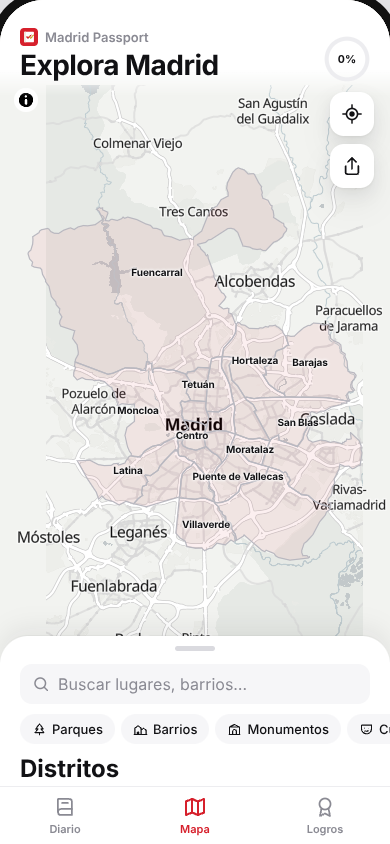 Madrid Passport
Explora Madrid
0%
San Agustín
del Guadalix
Colmenar Viejo
Tres Cantos
Fuencarral
Alcobendas
Paracuellos
de Jarama
Hortaleza
Barajas
Tetuán
Pozuelo de
Alarcón
Moncloa
Madrid
Centro
San Blas
Coslada
Moratalaz
Latina
Puente de Vallecas
Rivas-
Vaciamadrid
Villaverde
Móstoles
Leganés
Fuenlabrada
Buscar lugares, barrios...
Parques
Barrios
Monumentos
Distritos
Diario
Mapa
Logros